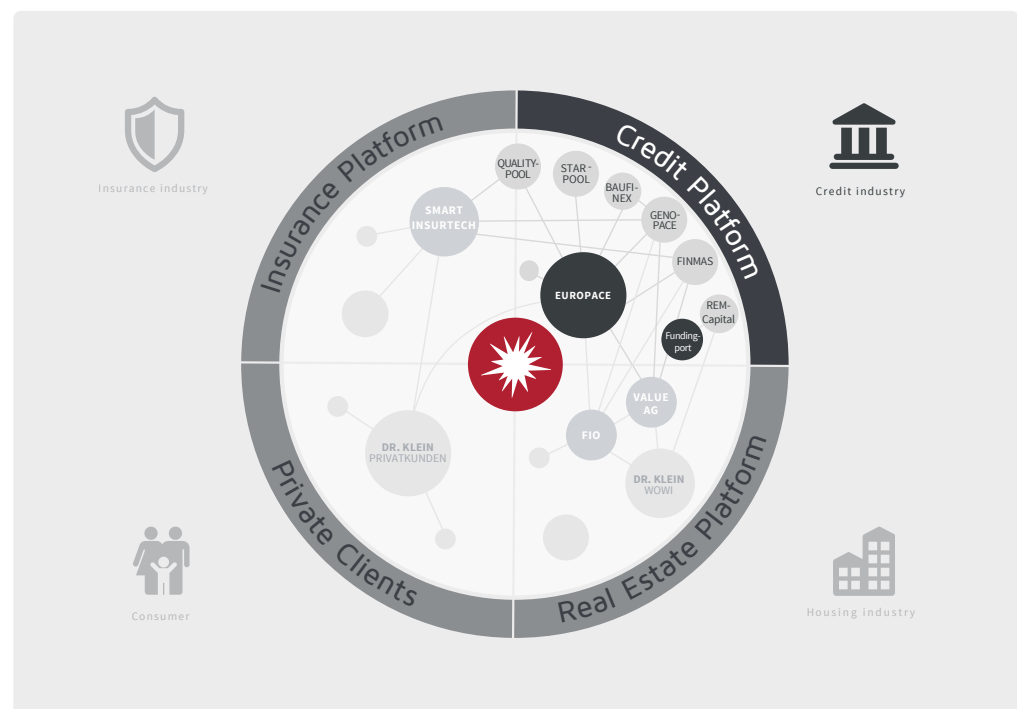 Insurance Platform
Credit Platform
Insurance industry
Credit industry
QUALITY-
POOL
STAR -
POOL
BAUFI-
NEX
GENO-
PACE
SMART
INSURTECH
FINMAS
EUROPACE
REM-
Capital
Funding-
port
VALUE
AG
FIO
DR. KLEIN
PRIVATKUNDEN
DR. KLEIN
WOWI
Private Clients
Real Estate Platform
Consumer
Housing industry